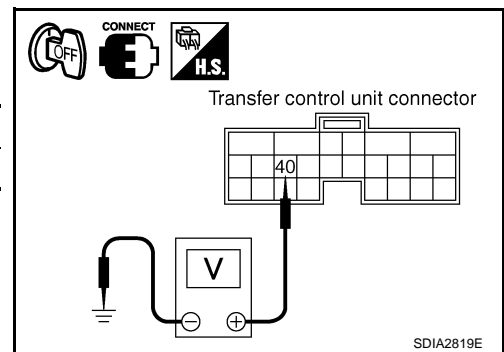 CONNECT
OFF
H.S.
Transfer control unit connector
40
V
− +
SDIA2819E